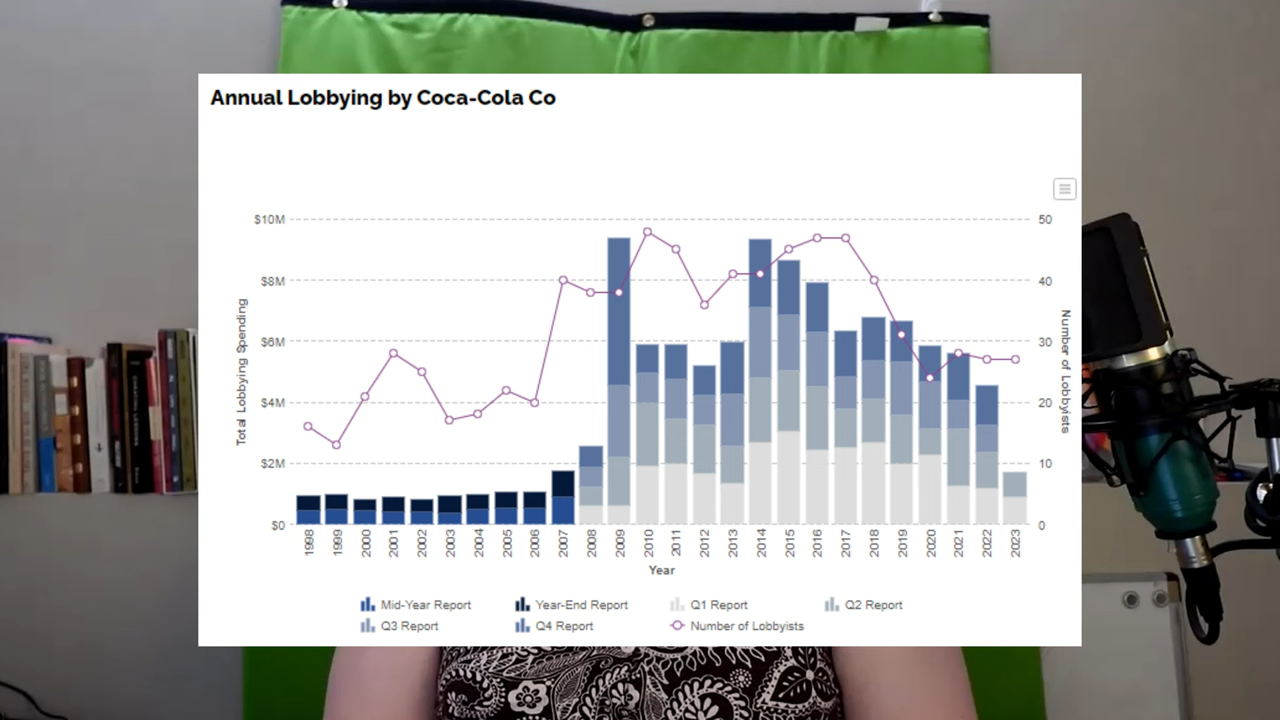 Annual Lobbying by Coca-Cola Co
$10M
$8M
$6M
$4M
$2M
$0
Total Lobbying Spending
50
40
30
20
10
0
Number of Lobbyists
1998 1999 2000 2001 2002 2003 2004 2005 2006 2007 2008 2009 2010 2011 2012 2013 2014 2015 2016 2017 2018 2019 2020 2021 2022 2023
Year
Mid-Year Report Year-End Report Q1 Report Q2 Report
Q3 Report Q4 Report Number of Lobbyists